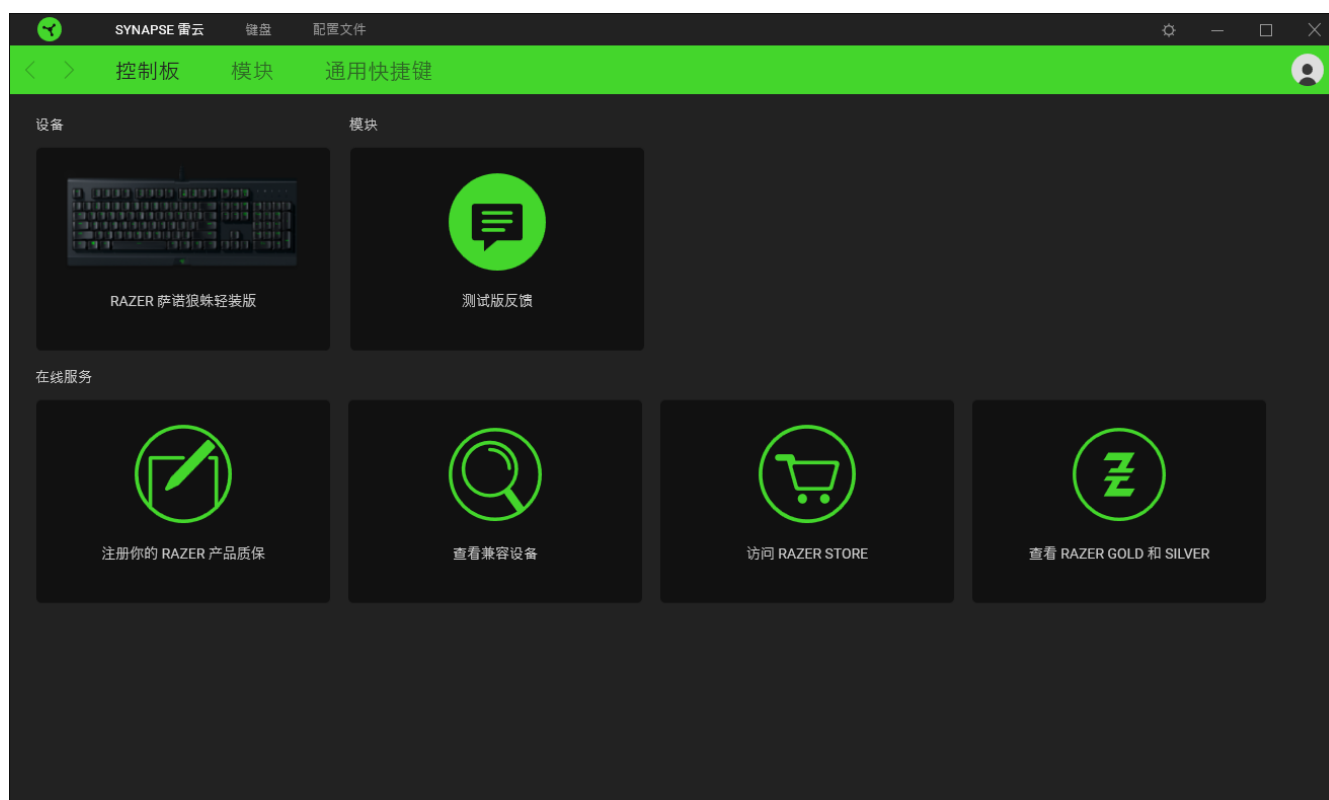 SYNAPSE 雷云 键盘 配置文件
控制板 模块 通用快捷键
设备 模块
RAZER 萨诺狼蛛轻装版 测试版反馈
在线服务
注册你的 RAZER 产品质保 查看兼容设备 访问 RAZER STORE 查看 RAZER GOLD 和 SILVER